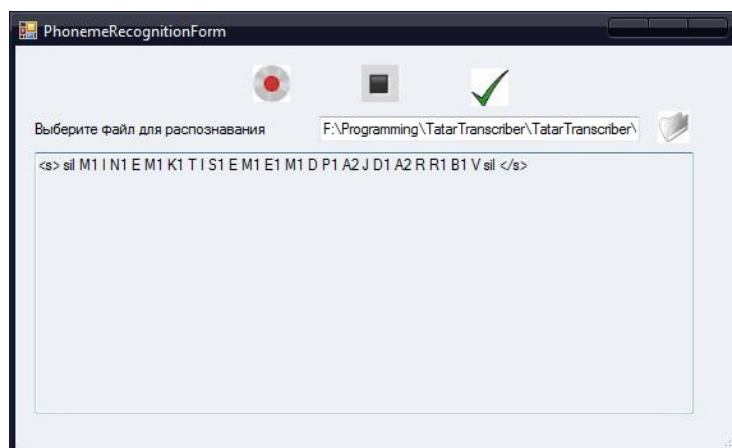 PhonemeRecognitionForm
Выберите файл для распознавания F:\Programming\TatarTranscriber\TatarTranscriber\
<s> sil M1 I N1 E M1 K1 T I S1 E M1 E1 M1 D P1 A2 J D1 A2 R R1 B1 V sil </s>